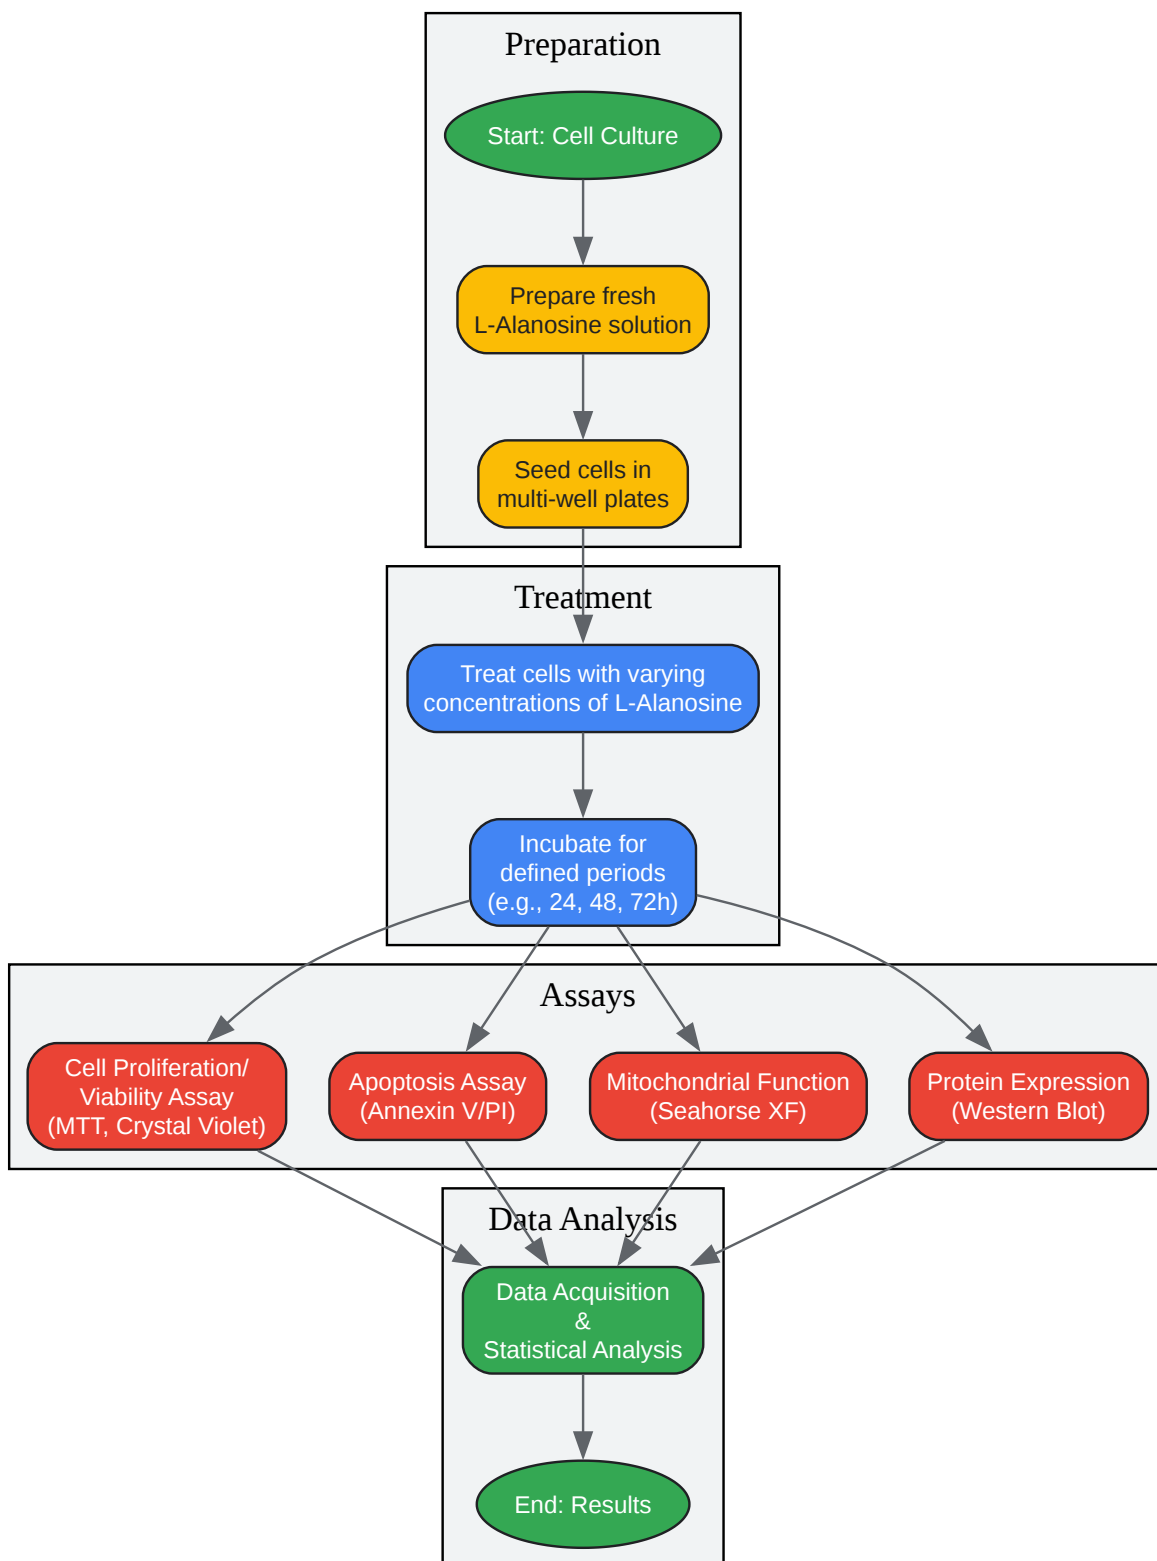 Preparation
Start: Cell Culture
Prepare fresh
L-Alanosine solution
Seed cells in
multi-well plates
Treatment
Treat cells with varying
concentrations of L-Alanosine
Incubate for
defined periods
(e.g., 24, 48, 72h)
Assays
Cell Proliferation/
Viability Assay
(MTT, Crystal Violet)
Apoptosis Assay
(Annexin V/PI)
Mitochondrial Function
(Seahorse XF)
Protein Expression
(Western Blot)
Data Analysis
Data Acquisition
&
Statistical Analysis
End: Results